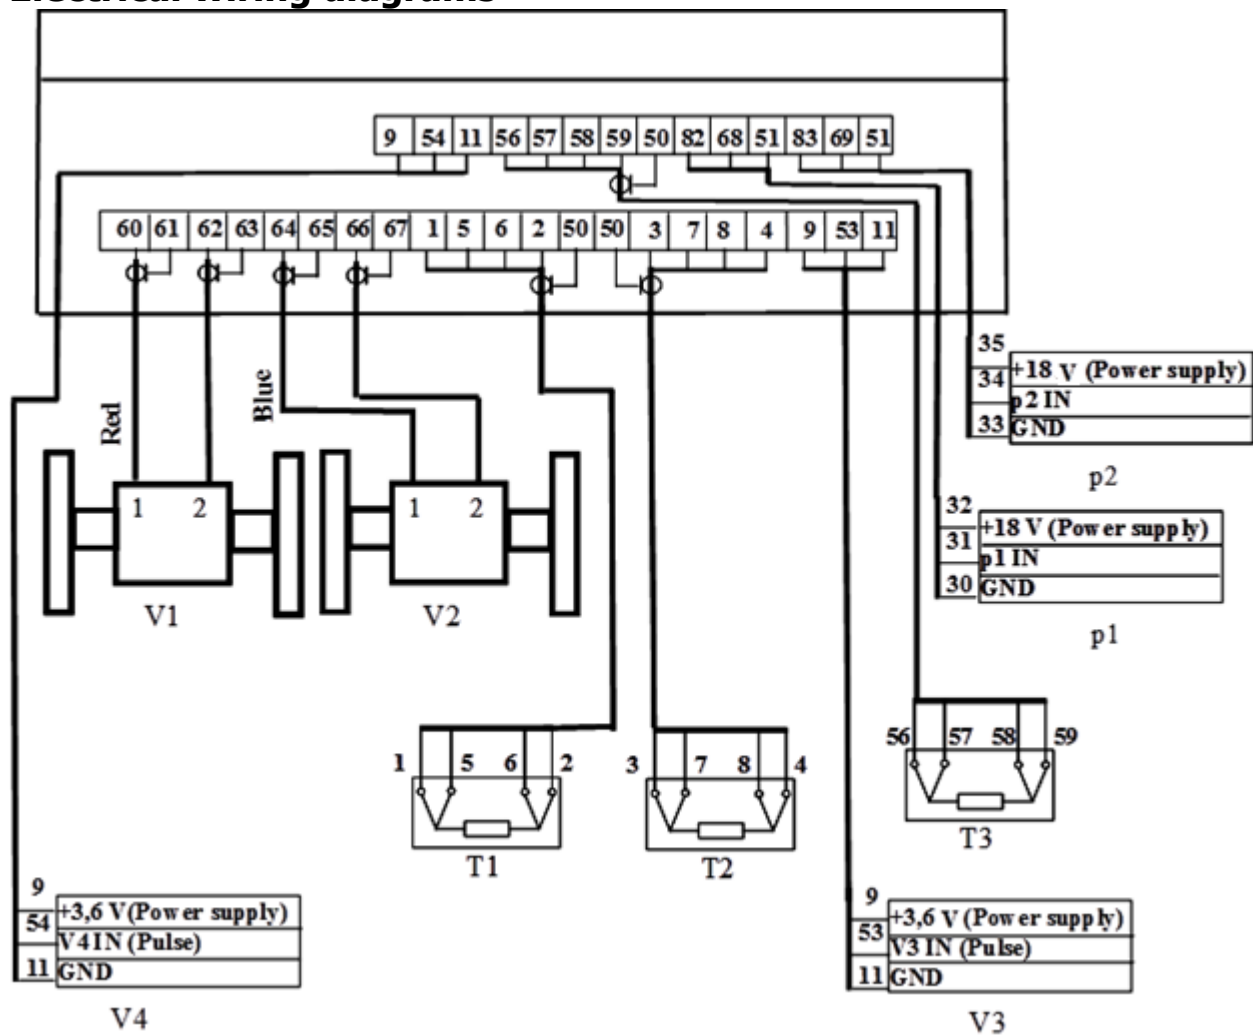 Electrical wiring diagrams
9 54 11 56 57 58 59 50 82 68 51 83 69 51
60 61 62 63 64 65 66 67 1 5 6 2 50 50 3 7 8 4 9 53 11
Red
Blue
35
34
33
+18 V (Power supply)
p2 IN
GND
p2
1 2
V1
1 2
V2
32
31
30
+18 V (Power supply)
p1 IN
GND
p1
56 57 58 59
T3
1 5 6 2
T1
3 7 8 4
T2
9
54
11
+3,6 V(Power supply)
V4 IN (Pulse)
GND
V4
9
53
11
+3,6 V (Power supply)
V3 IN (Pulse)
GND
V3